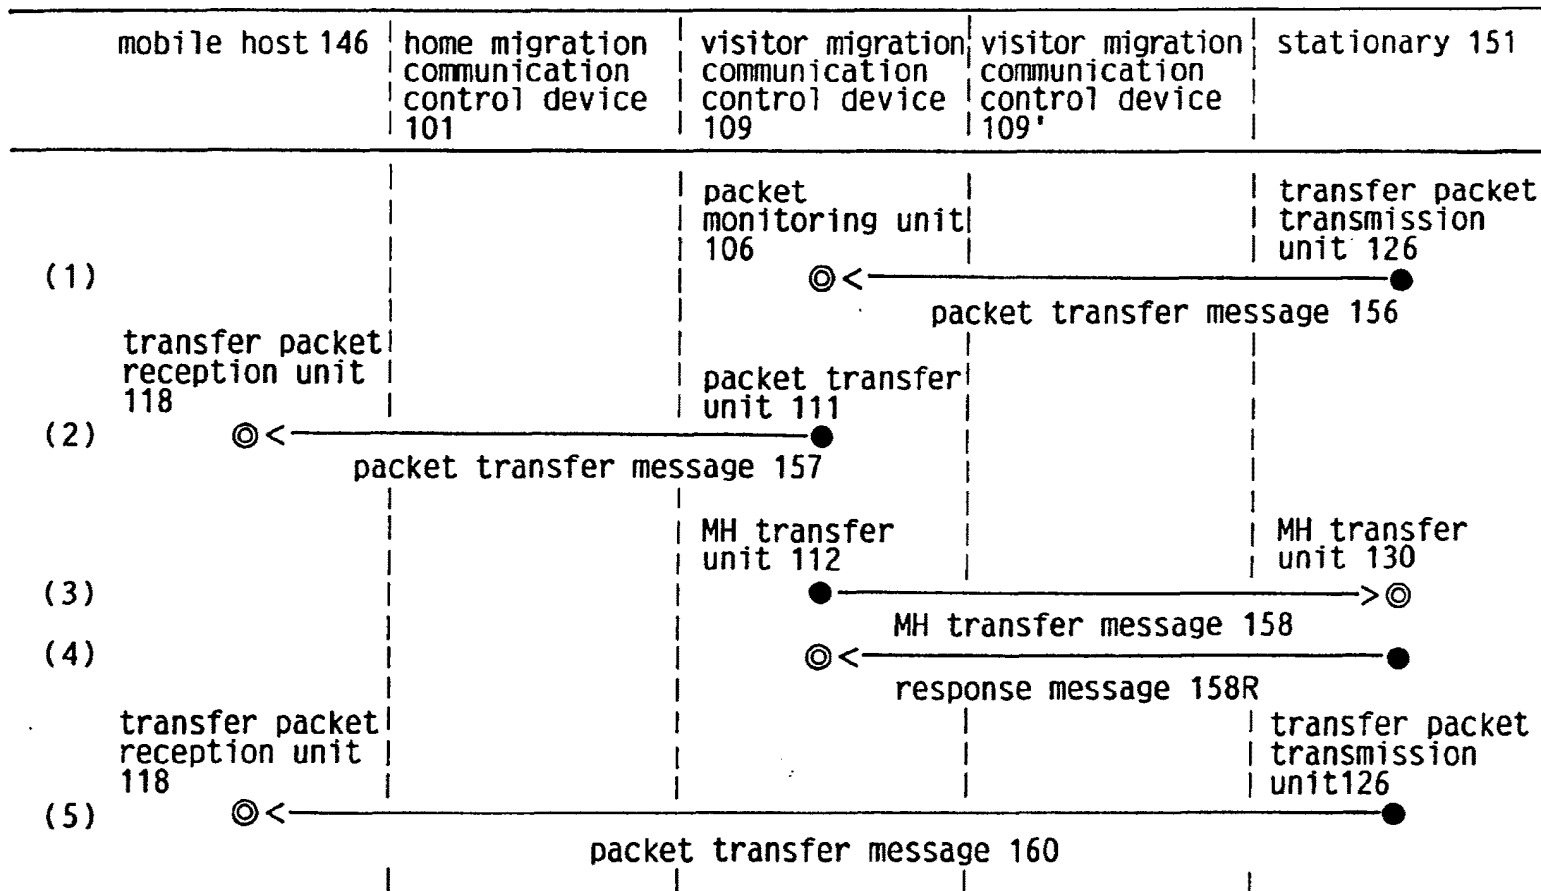 mobile host 146
home migration
communication
control device
101
visitor migration
communication
control device
109
visitor migration
communication
control device
109'
stationary 151
packet
monitoring unit
106
transfer packet
transmission
unit 126
(1)
packet transfer message 156
transfer packet
reception unit
118
packet transfer
unit 111
(2)
packet transfer message 157
MH transfer
unit 112
MH transfer
unit 130
(3)
MH transfer message 158
(4)
response message 158R
transfer packet
reception unit
118
transfer packet
transmission
unit126
(5)
packet transfer message 160